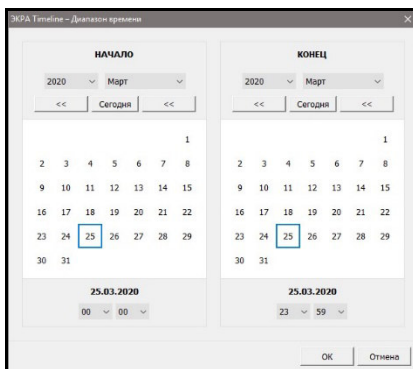 ЭКРА Timeline – Диапазон времени
НАЧАЛО
2020 Март
<< Сегодня <<
1
2 3 4 5 6 7 8
9 10 11 12 13 14 15
16 17 18 19 20 21 22
23 24 25 26 27 28 29
30 31
25.03.2020
00 00
КОНЕЦ
2020 Март
<< Сегодня <<
1
2 3 4 5 6 7 8
9 10 11 12 13 14 15
16 17 18 19 20 21 22
23 24 25 26 27 28 29
30 31
25.03.2020
23 59
ОК Отмена